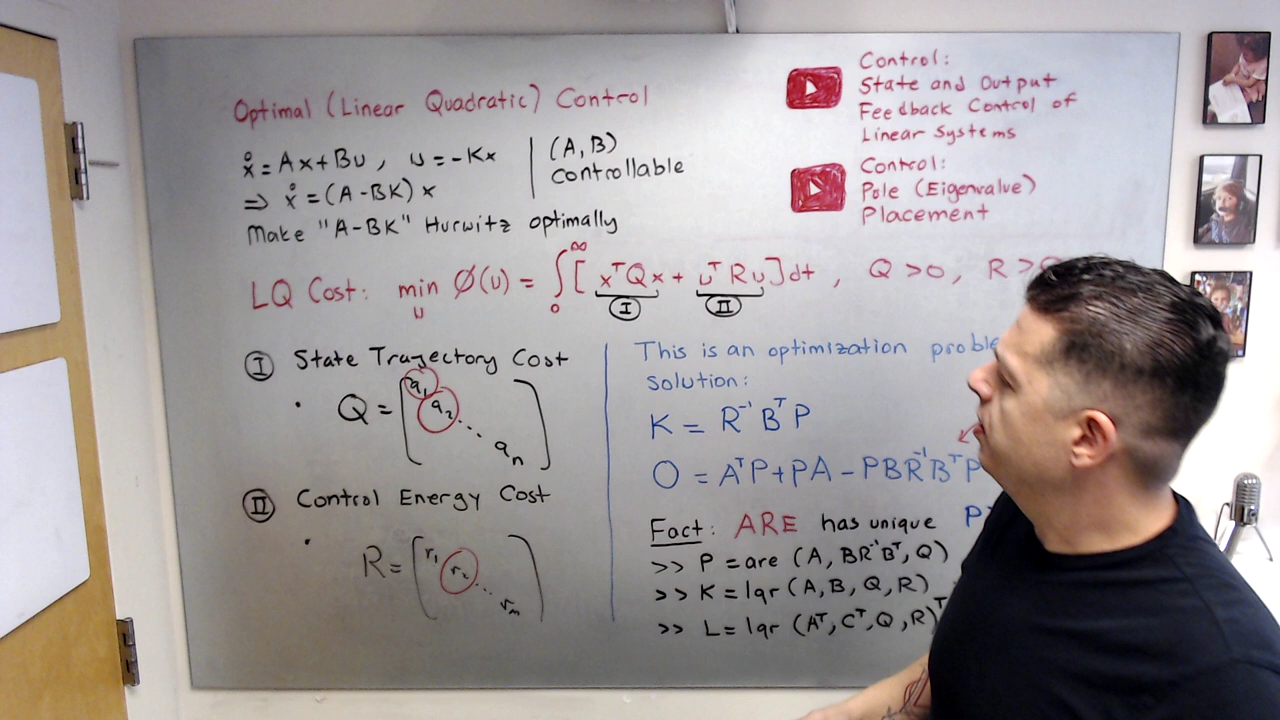 Optimal (Linear Quadratic) Control
ẋ = Ax+Bu , u = -Kx
⇒ ẋ = (A-BK) x
Make "A-BK" Hurwitz optimally
(A, B)
controllable
Control:
State and Output
Feedback Control of
Linear Systems
Control:
Pole (Eigenvalue)
Placement
LQ Cost: min Ø(u) = ∫ [ xᵀQx + uᵀRu ] dt , Q >0, R >0
u
0
∞
I
II
I State Trajectory Cost
• Q = [ q₁
q₂
⋱
qₙ ]
II Control Energy Cost
• R = [ r₁
r₂
⋱
rₘ ]
This is an optimization
solution:
K = R⁻¹BᵀP
0 = AᵀP+PA-PBR⁻¹BᵀP
Fact: ARE has unique P
>> P = are (A, BR⁻¹Bᵀ, Q)
>> K = lqr (A, B, Q, R)
>> L = lqr (Aᵀ, Cᵀ, Q, R)ᵀ